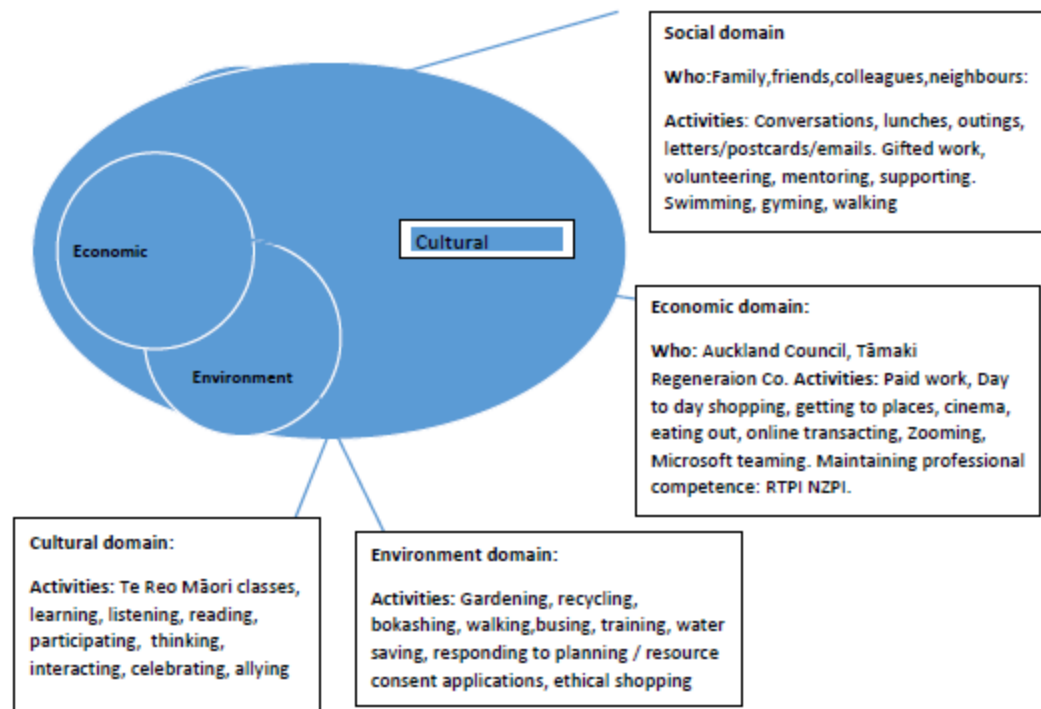 Social domain
Who:Family,friends,colleagues,neighbours:
Activities: Conversations, lunches, outings,
letters/postcards/emails. Gifted work,
volunteering, mentoring, supporting.
Swimming, gyming, walking
Economic
Cultural
Environment
Economic domain:
Who: Auckland Council, Tāmaki
Regeneraion Co. Activities: Paid work, Day
to day shopping, getting to places, cinema,
eating out, online transacting, Zooming,
Microsoft teaming. Maintaining professional
competence: RTPI NZPI.
Cultural domain:
Activities: Te Reo Māori classes,
learning, listening, reading,
participating, thinking,
interacting, celebrating, allying
Environment domain:
Activities: Gardening, recycling,
bokashing, walking,busing, training, water
saving, responding to planning / resource
consent applications, ethical shopping